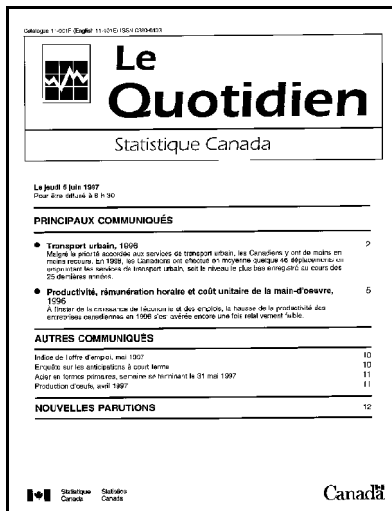 Catalogue 11-001F (English 11-001E) ISSN 0380-6433
Le
Quotidien
Statistique Canada
Le jeudi 5 juin 1997
Pour être diffusé à 8 h 30
PRINCIPAUX COMMUNIQUÉS
● Transport urbain, 1996 2
Malgré la priorité accordée aux services de transport urbain, les Canadiens y ont de moins en
moins recours. En 1996, les Canadiens ont effectué en moyenne quelque 46 déplacements en
empruntant les services de transport urbain, soit le niveau le plus bas enregistré au cours des
25 dernières années.
● Productivité, rémunération horaire et coût unitaire de la main-d'oeuvre, 5
1996
À l'instar de la croissance de l'économie et des emplois, la hausse de la productivité des
entreprises canadiennes en 1996 s'est avérée encore une fois relativement faible.
AUTRES COMMUNIQUÉS
Indice de l'offre d'emploi, mai 1997 10
Enquête sur les anticipations à court terme 10
Acier en formes primaires, semaine se terminant le 31 mai 1997 11
Production d'œufs, avril 1997 11
NOUVELLES PARUTIONS 12
Statistique Statistics
Canada Canada
Canada